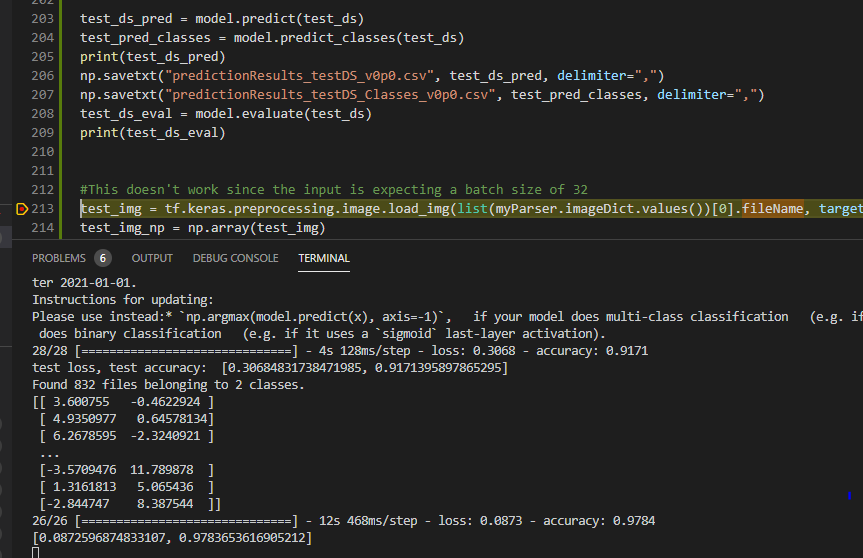 202
203 test_ds_pred = model.predict(test_ds)
204 test_pred_classes = model.predict_classes(test_ds)
205 print(test_ds_pred)
206 np.savetxt("predictionResults_testDS_v0p0.csv", test_ds_pred, delimiter=",")
207 np.savetxt("predictionResults_testDS_Classes_v0p0.csv", test_pred_classes, delimiter=",")
208 test_ds_eval = model.evaluate(test_ds)
209 print(test_ds_eval)
210
211
212 #This doesn't work since the input is expecting a batch size of 32
213 test_img = tf.keras.preprocessing.image.load_img(list(myParser.imageDict.values())[0].fileName, target
214 test_img_np = np.array(test_img)
PROBLEMS 6 OUTPUT DEBUG CONSOLE TERMINAL
ter 2021-01-01.
Instructions for updating:
Please use instead:* `np.argmax(model.predict(x), axis=-1)`,   if your model does multi-class classification   (e.g. if
 does binary classification   (e.g. if it uses a `sigmoid` last-layer activation).
28/28 [==============================] - 4s 128ms/step - loss: 0.3068 - accuracy: 0.9171
test loss, test accuracy:  [0.30684831738471985, 0.9171395897865295]
Found 832 files belonging to 2 classes.
[[ 3.600755   -0.4622924 ]
 [ 4.9350977   0.64578134]
 [ 6.2678595  -2.3240921 ]
 ...
 [-3.5709476  11.789878  ]
 [ 1.3161813   5.065436  ]
 [-2.844747    8.387544  ]]
26/26 [==============================] - 12s 468ms/step - loss: 0.0873 - accuracy: 0.9784
[0.0872596874833107, 0.9783653616905212]